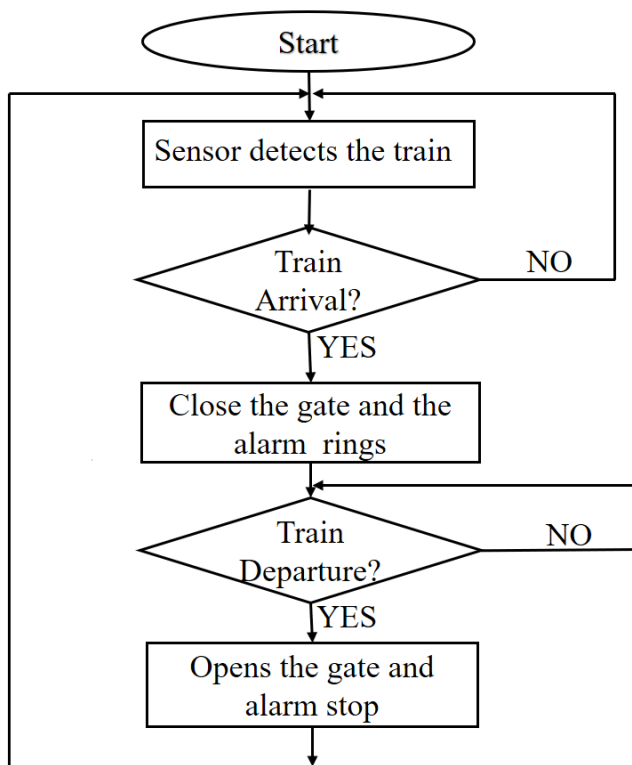 Start
Sensor detects the train
Train
Arrival?
NO
YES
Close the gate and the
alarm rings
Train
Departure?
NO
YES
Opens the gate and
alarm stop